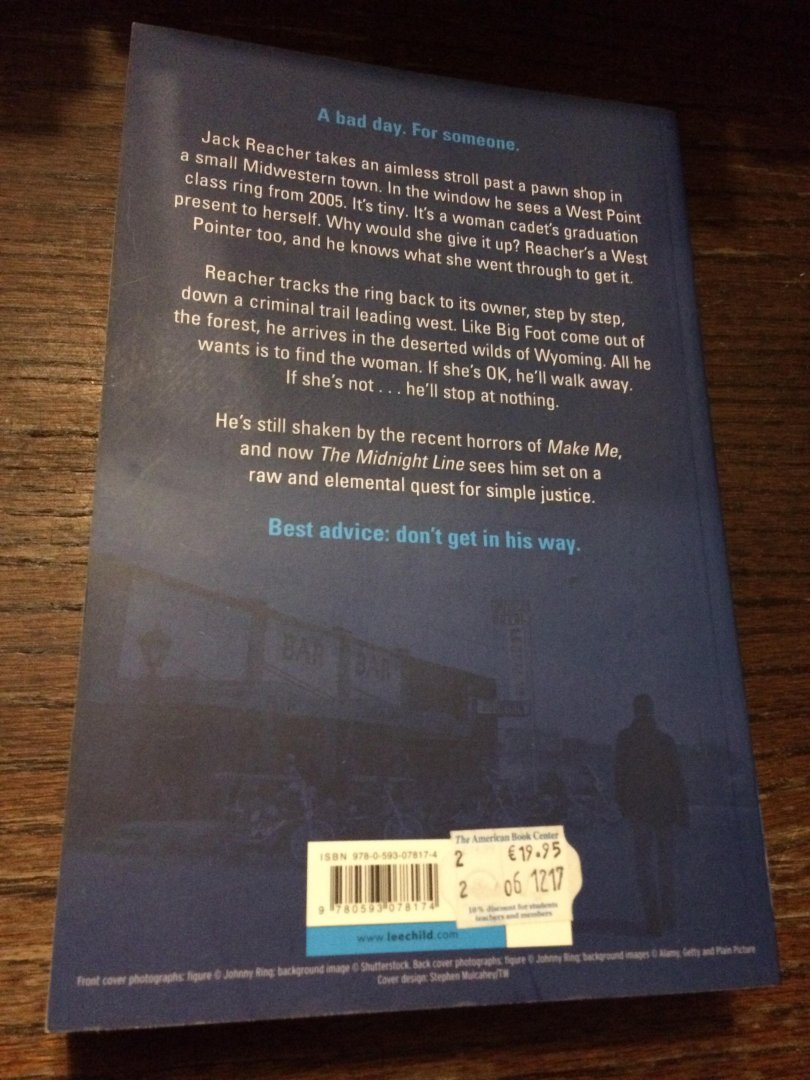 A bad day. For someone.
Jack Reacher takes an aimless stroll past a pawn shop in
a small Midwestern town. In the window he sees a West Point
class ring from 2005. It's tiny. It's a woman cadet's graduation
present to herself. Why would she give it up? Reacher's a West
Pointer too, and he knows what she went through to get it.
Reacher tracks the ring back to its owner, step by step,
down a criminal trail leading west. Like Big Foot come out of
the forest, he arrives in the deserted wilds of Wyoming. All he
wants is to find the woman. If she's OK, he'll walk away.
If she's not . . . he'll stop at nothing.
He's still shaken by the recent horrors of Make Me,
and now The Midnight Line sees him set on a
raw and elemental quest for simple justice.
Best advice: don't get in his way.
BAR BAR
ISBN 978-0-593-07817-4
9 780593 078174
www.leechild.com
The American Book Center
2 €19.95
2 06 1217
10% discount for students
teachers and members
Front cover photographs: figure © Johnny Ring; background image © Shutterstock. Back cover photographs: figure © Johnny Ring; background images © Alamy, Getty and Plain Picture
Cover design: Stephen Mulcahey/TW